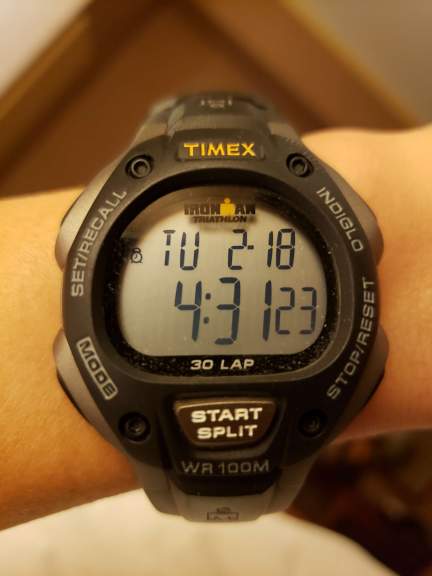 TIMEX
IRONMAN
TRIATHLON
SET/RECALL
INDIGLO
TU 2-18
4:31 23
MODE
STOP/RESET
30 LAP
START
SPLIT
WR 100M